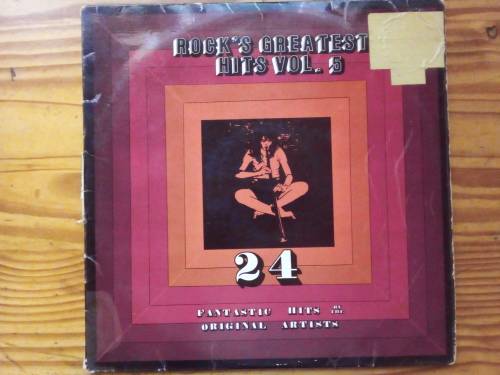 ROCK'S GREATEST
HITS VOL. 5
24
FANTASTIC HITS BY THE
ORIGINAL ARTISTS